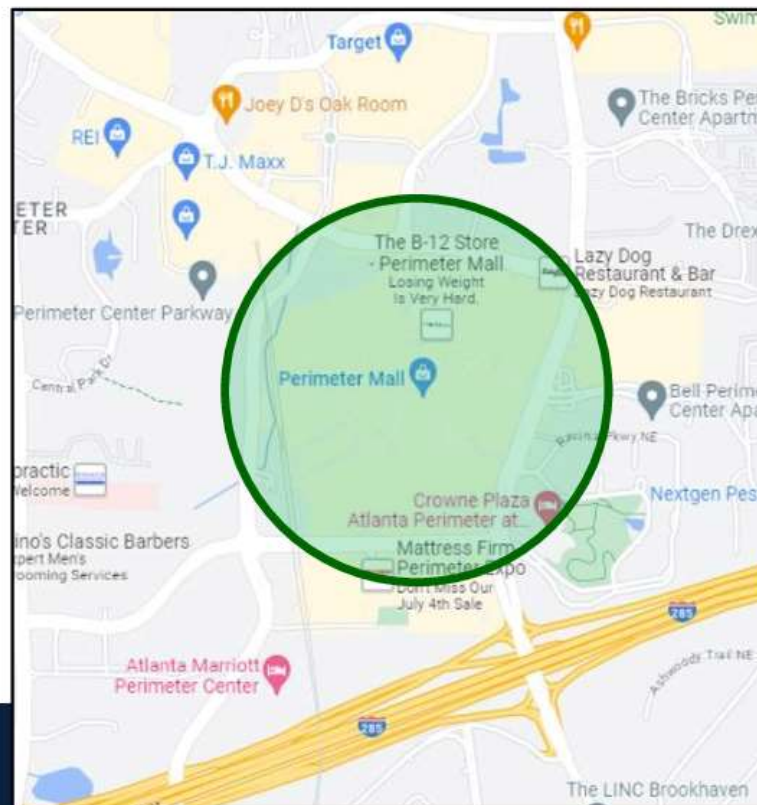 Swim
Target
Joey D's Oak Room
The Bricks Pe
Center Apartm
REI
T.J. Maxx
ETER
TER
The B-12 Store
- Perimeter Mall
Losing Weight
Is Very Hard.
The Drex
Lazy Dog
Restaurant & Bar
Lazy Dog Restaurant
Perimeter Center Parkway
Perimeter Mall
Central Park Dr
Bell Perime
Center Apa
Ravinia Pkwy NE
practic
Welcome
Crowne Plaza
Atlanta Perimeter at...
Nextgen Pes
ino's Classic Barbers
xpert Men's
rooming Services
Mattress Firm
Perimeter Expo
Don't Miss Our
July 4th Sale
285
Atlanta Marriott
Perimeter Center
Ashwoody Trail NE
285
The LINC Brookhaven